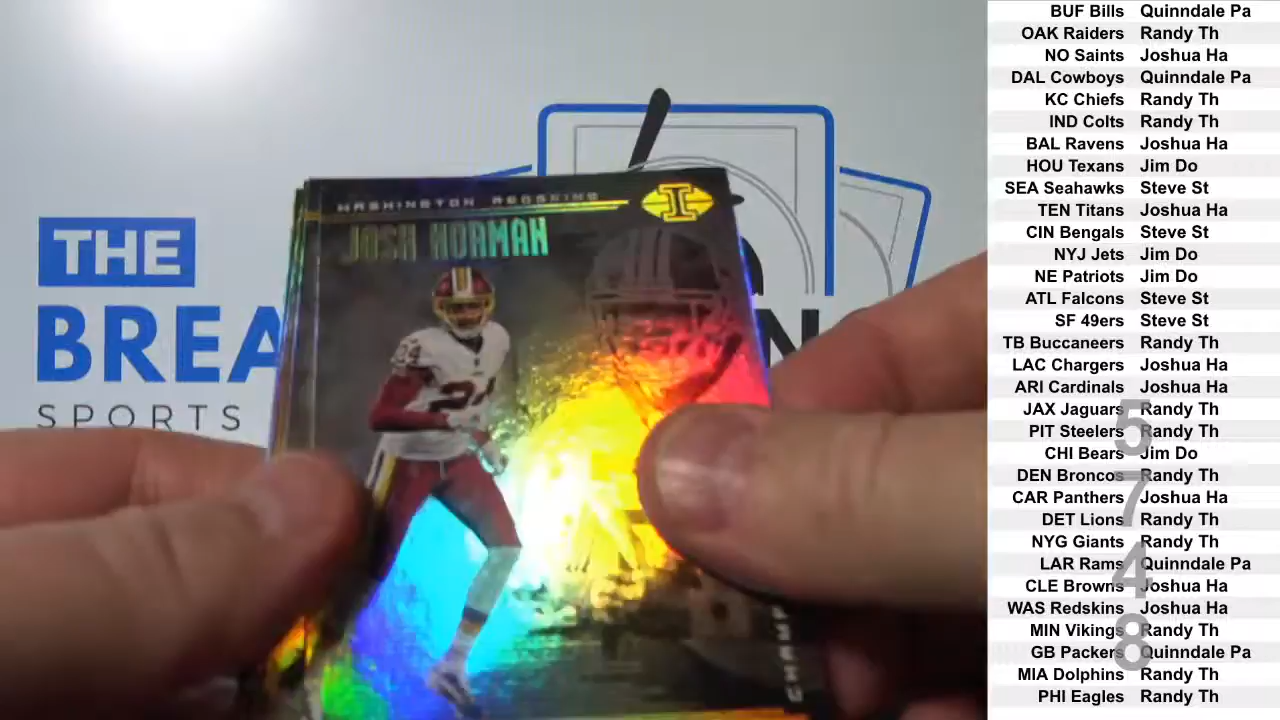 THE
BREA
SPORTS
N
WASHINGTON REDSKINS
I
JOSH NORMAN
24
24
CHAMP
BUF Bills Quinndale Pa
OAK Raiders Randy Th
NO Saints Joshua Ha
DAL Cowboys Quinndale Pa
KC Chiefs Randy Th
IND Colts Randy Th
BAL Ravens Joshua Ha
HOU Texans Jim Do
SEA Seahawks Steve St
TEN Titans Joshua Ha
CIN Bengals Steve St
NYJ Jets Jim Do
NE Patriots Jim Do
ATL Falcons Steve St
SF 49ers Steve St
TB Buccaneers Randy Th
LAC Chargers Joshua Ha
ARI Cardinals Joshua Ha
JAX Jaguars Randy Th
PIT Steelers Randy Th
CHI Bears Jim Do
DEN Broncos Randy Th
CAR Panthers Joshua Ha
DET Lions Randy Th
NYG Giants Randy Th
LAR Rams Quinndale Pa
CLE Browns Joshua Ha
WAS Redskins Joshua Ha
MIN Vikings Randy Th
GB Packers Quinndale Pa
MIA Dolphins Randy Th
PHI Eagles Randy Th
5
7
4
8